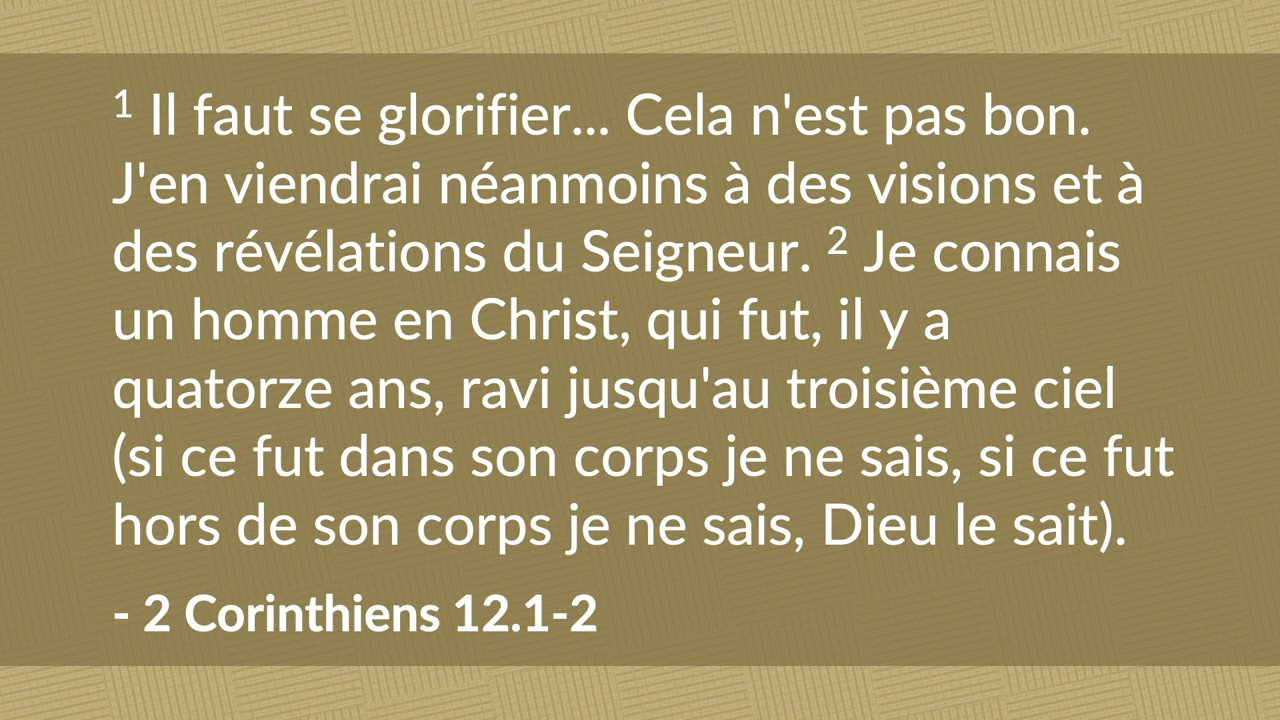 ¹ Il faut se glorifier... Cela n'est pas bon.
J'en viendrai néanmoins à des visions et à
des révélations du Seigneur. ² Je connais
un homme en Christ, qui fut, il y a
quatorze ans, ravi jusqu'au troisième ciel
(si ce fut dans son corps je ne sais, si ce fut
hors de son corps je ne sais, Dieu le sait).
- 2 Corinthiens 12.1-2